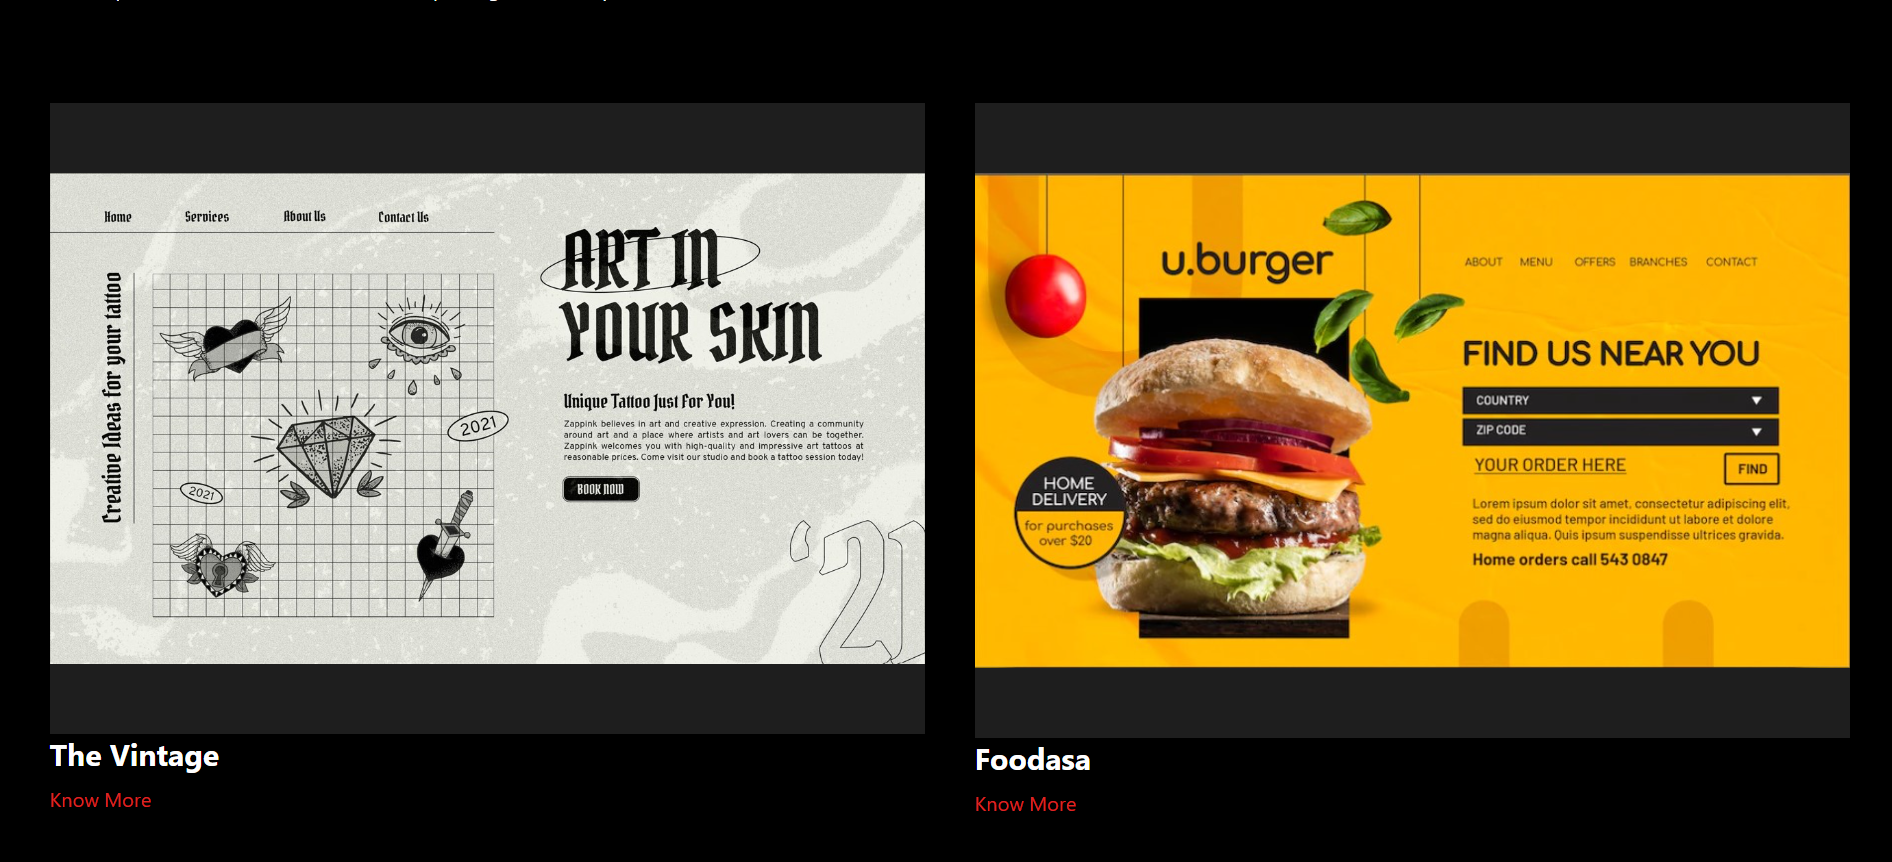 Home
Services
About Us
Contact Us
Creative Ideas for your tattoo
2021
2021
ART IN
YOUR SKIN
Unique Tattoo Just For You!
Zappink believes in art and creative expression. Creating a community
around art and a place where artists and art lovers can be together.
Zappink welcomes you with high-quality and impressive art tattoos at
reasonable prices. Come visit our studio and book a tattoo session today!
BOOK NOW
'21
The Vintage
Know More
u.burger
ABOUT
MENU
OFFERS
BRANCHES
CONTACT
FIND US NEAR YOU
COUNTRY
ZIP CODE
YOUR ORDER HERE
FIND
HOME
DELIVERY
for purchases
over $20
Lorem ipsum dolor sit amet, consectetur adipiscing elit,
sed do eiusmod tempor incididunt ut labore et dolore
magna aliqua. Quis ipsum suspendisse ultrices gravida.
Home orders call 543 0847
Foodasa
Know More